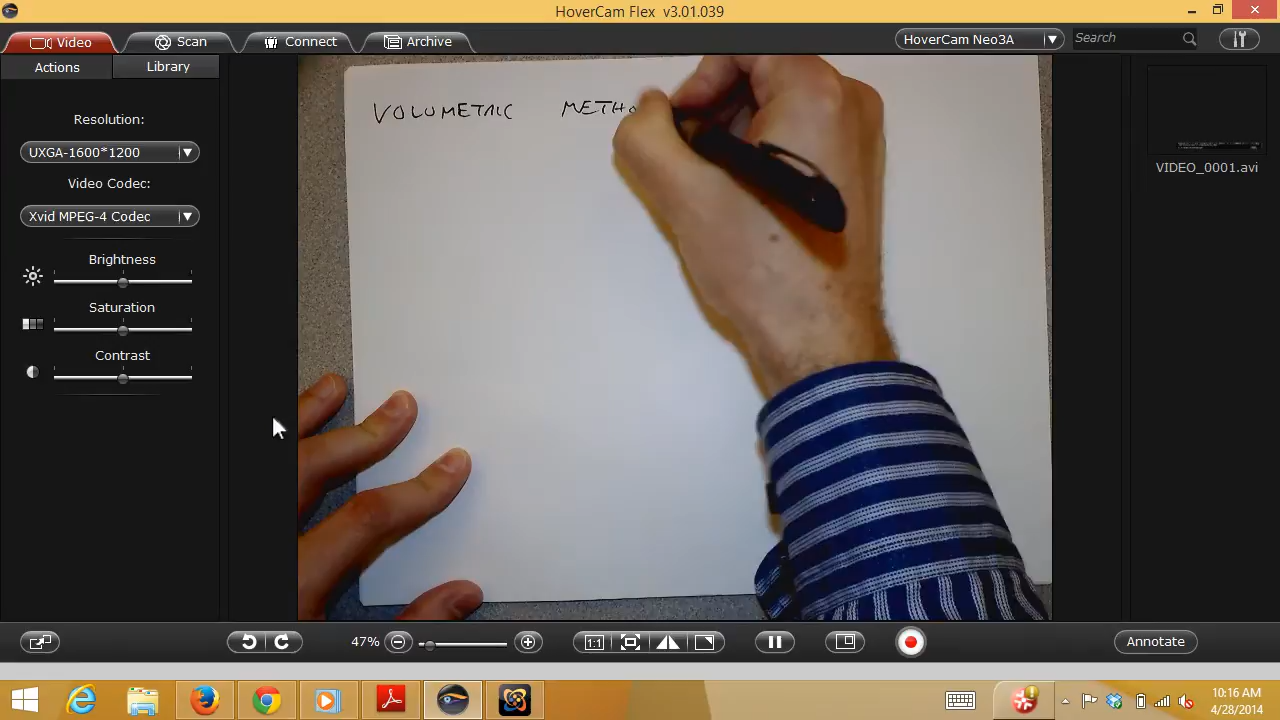 HoverCam Flex v3.01.039
Video
Scan
Connect
Archive
HoverCam Neo3A
Search
Actions
Library
Resolution:
UXGA-1600*1200
Video Codec:
Xvid MPEG-4 Codec
Brightness
Saturation
Contrast
VOLUMETRIC METHO
VIDEO_0001.avi
47%
1:1
Annotate
10:16 AM
4/28/2014